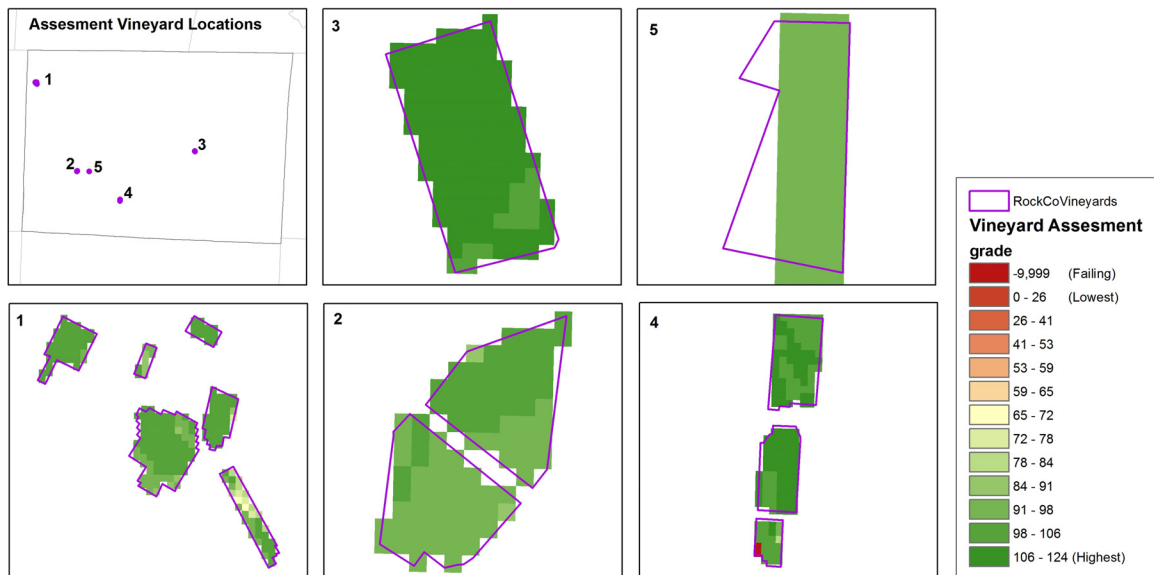 Assesment Vineyard Locations
1
2
5
3
4
3
5
1
2
4
RockCoVineyards
Vineyard Assesment
grade
-9,999 (Failing)
0 - 26 (Lowest)
26 - 41
41 - 53
53 - 59
59 - 65
65 - 72
72 - 78
78 - 84
84 - 91
91 - 98
98 - 106
106 - 124 (Highest)